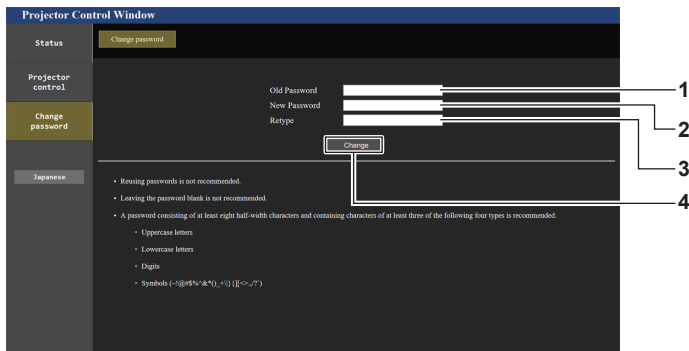 Projector Control Window
Status
Change password
Projector
control
Change
password
Japanese
Old Password
New Password
Retype
Change
1
2
3
4
• Reusing passwords is not recommended.
• Leaving the password blank is not recommended.
• A password consisting of at least eight half-width characters and containing characters of at least three of the following four types is recommended.
• Uppercase letters
• Lowercase letters
• Digits
• Symbols (~!@#$%^&*()_+\|}{][<>.,/?`)